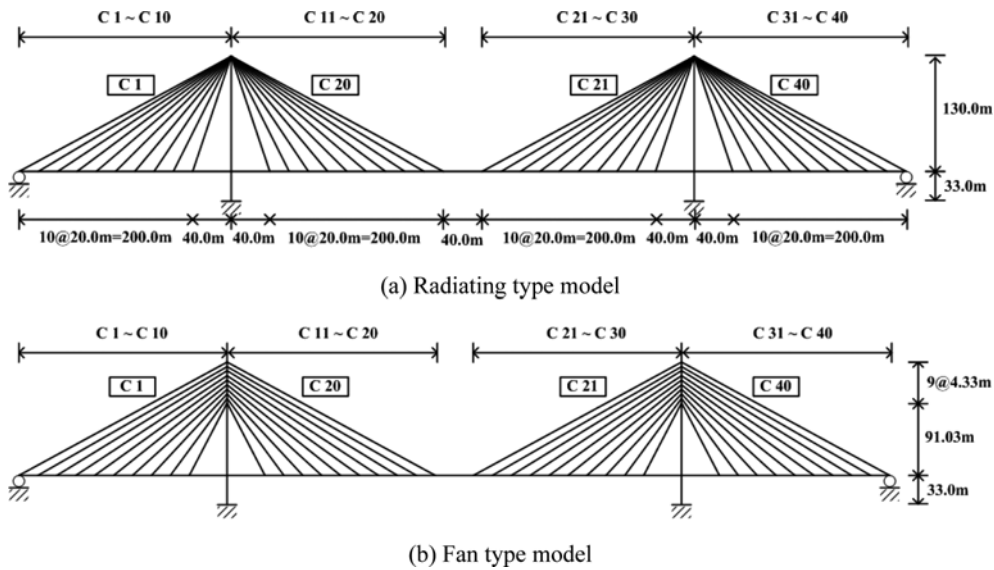 C 1 ~ C 10 C 11 ~ C 20 C 21 ~ C 30 C 31 ~ C 40
C 1 C 20 C 21 C 40
130.0m
33.0m
10@20.0m=200.0m 40.0m 40.0m 10@20.0m=200.0m 40.0m 10@20.0m=200.0m 40.0m 40.0m 10@20.0m=200.0m
(a) Radiating type model
C 1 ~ C 10 C 11 ~ C 20 C 21 ~ C 30 C 31 ~ C 40
C 1 C 20 C 21 C 40
9@4.33m
91.03m
33.0m
(b) Fan type model